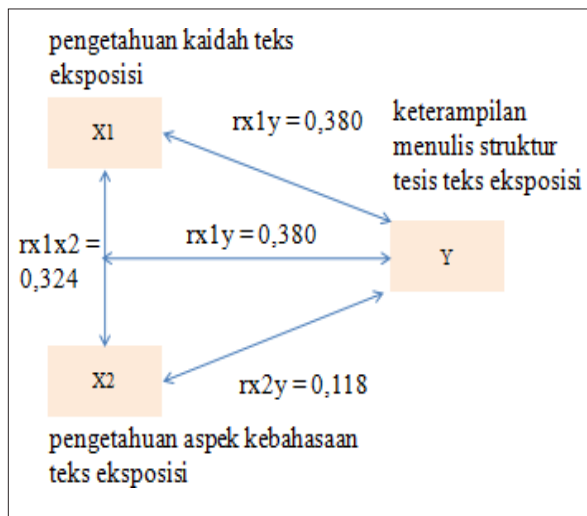 pengetahuan kaidah teks
eksposisi
X1
rx1y = 0,380
keterampilan
menulis struktur
tesis teks eksposisi
rx1x2 =
0,324
rx1y = 0,380
Y
X2
rx2y = 0,118
pengetahuan aspek kebahasaan
teks eksposisi